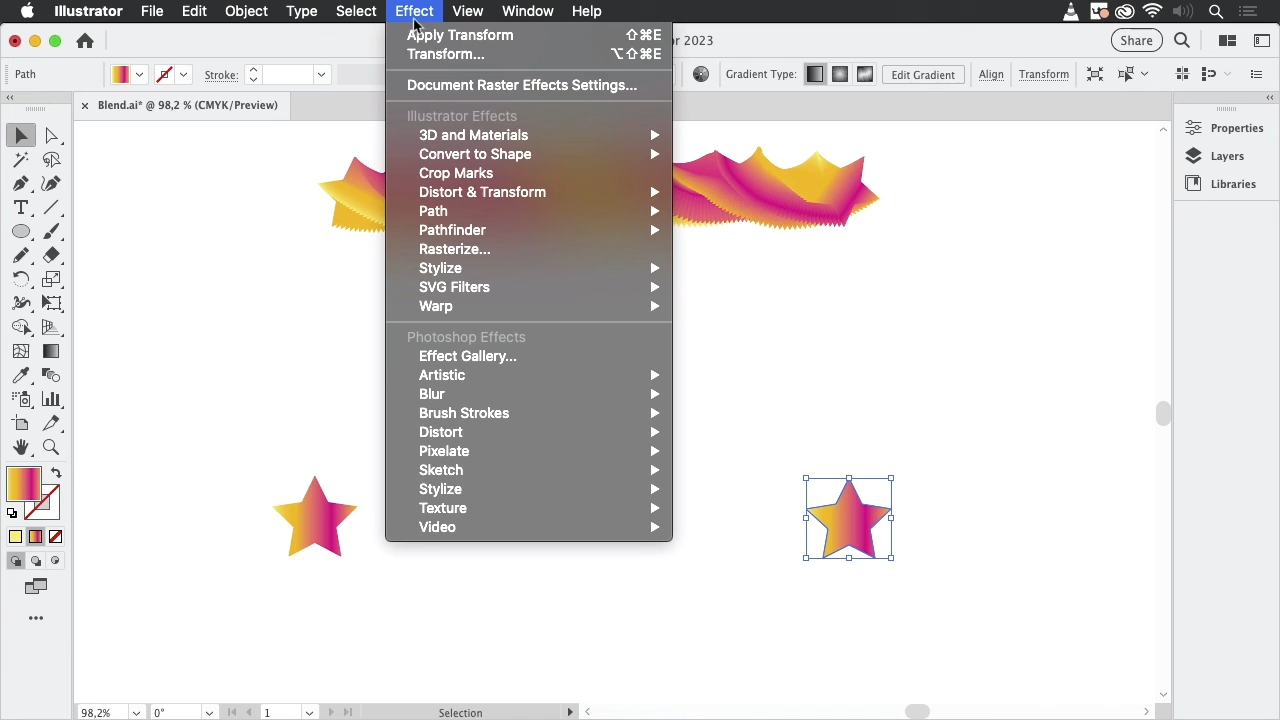 Illustrator File Edit Object Type Select Effect View Window Help
Apply Transform ⇧⌘E
Transform... ⌥⇧⌘E
Document Raster Effects Settings...
Illustrator Effects
3D and Materials
Convert to Shape
Crop Marks
Distort & Transform
Path
Pathfinder
Rasterize...
Stylize
SVG Filters
Warp
Photoshop Effects
Effect Gallery...
Artistic
Blur
Brush Strokes
Distort
Pixelate
Sketch
Stylize
Texture
Video
2023
Share
Path
Stroke:
Gradient Type:
Edit Gradient
Align
Transform
Blend.ai* @ 98,2 % (CMYK/Preview)
Properties
Layers
Libraries
98,2%
0°
1
Selection